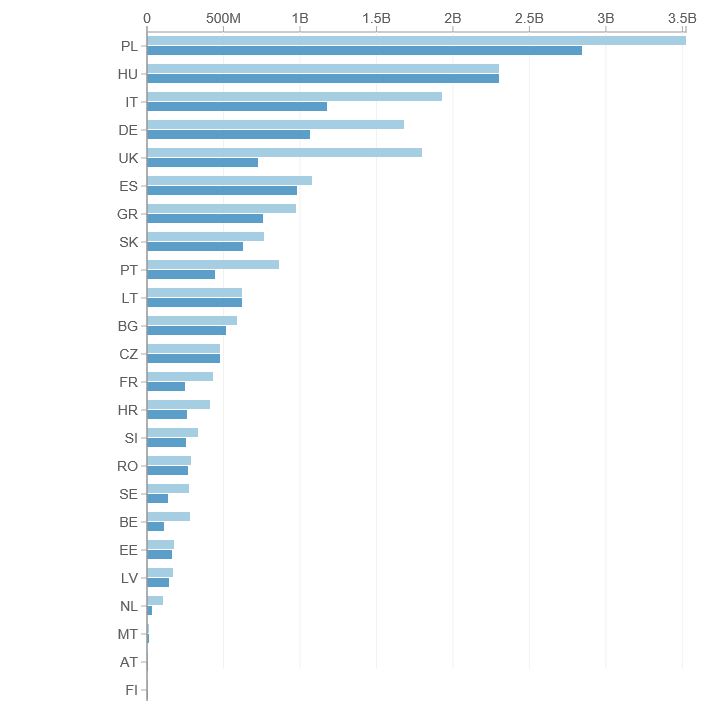 0 500M 1B 1.5B 2B 2.5B 3B 3.5B
PL
HU
IT
DE
UK
ES
GR
SK
PT
LT
BG
CZ
FR
HR
SI
RO
SE
BE
EE
LV
NL
MT
AT
FI